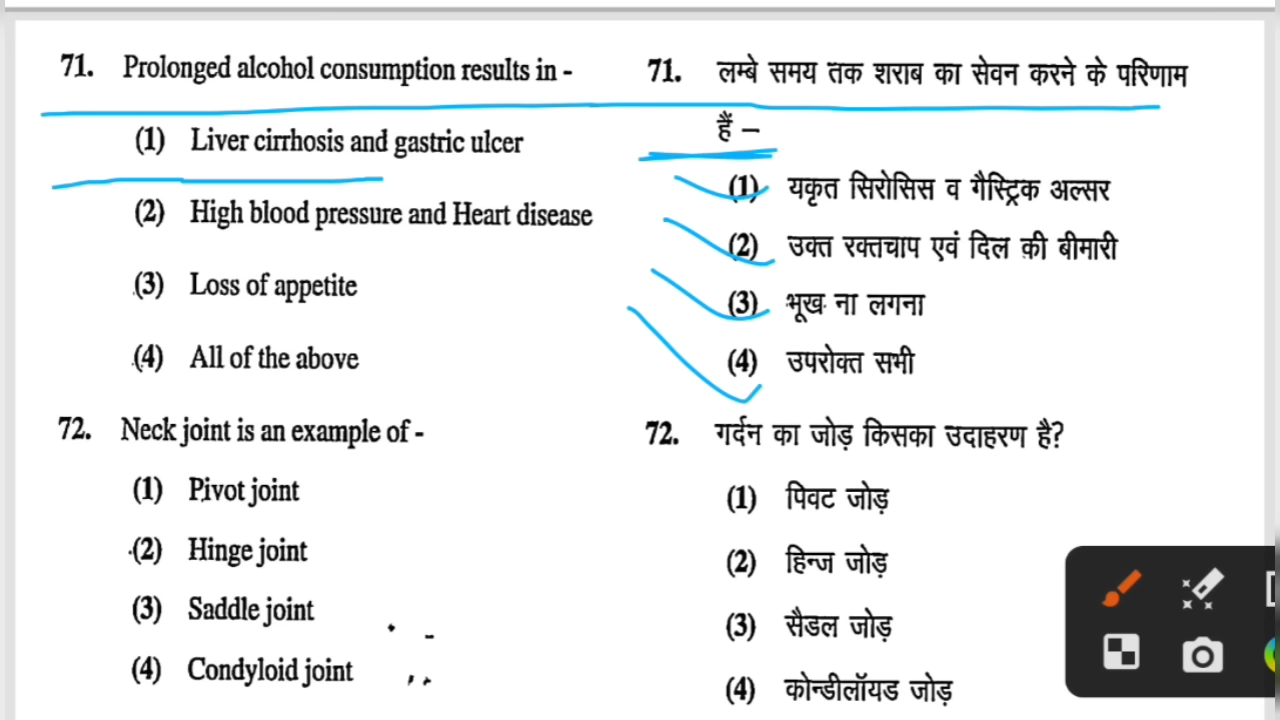 71. Prolonged alcohol consumption results in -
(1) Liver cirrhosis and gastric ulcer
(2) High blood pressure and Heart disease
(3) Loss of appetite
(4) All of the above
72. Neck joint is an example of -
(1) Pivot joint
(2) Hinge joint
(3) Saddle joint
(4) Condyloid joint
71. लम्बे समय तक शराब का सेवन करने के परिणाम
हैं –
(1) यकृत सिरोसिस व गैस्ट्रिक अल्सर
(2) उक्त रक्तचाप एवं दिल की बीमारी
(3) भूख ना लगना
(4) उपरोक्त सभी
72. गर्दन का जोड़ किसका उदाहरण है?
(1) पिवट जोड़
(2) हिन्ज जोड़
(3) सैडल जोड़
(4) कोन्डीलॉयड जोड़